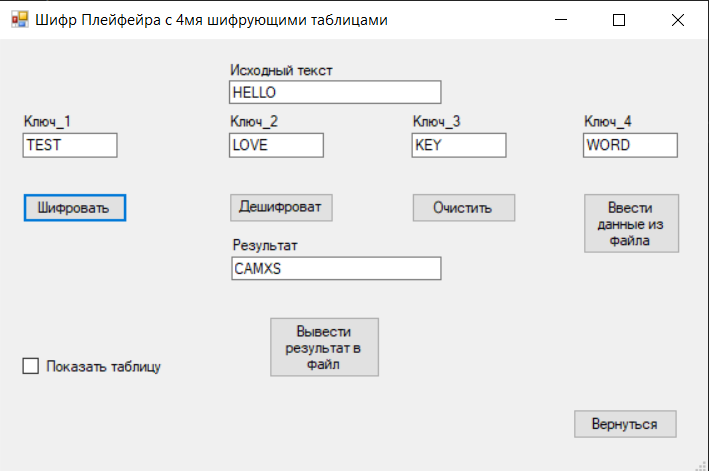 Шифр Плейфейра с 4мя шифрующими таблицами
Исходный текст
HELLO
Ключ_1
Ключ_2
Ключ_3
Ключ_4
TEST
LOVE
KEY
WORD
Шифровать
Дешифроват
Очистить
Ввести
данные из
файла
Результат
CAMXS
Вывести
результат в
файл
Показать таблицу
Вернуться